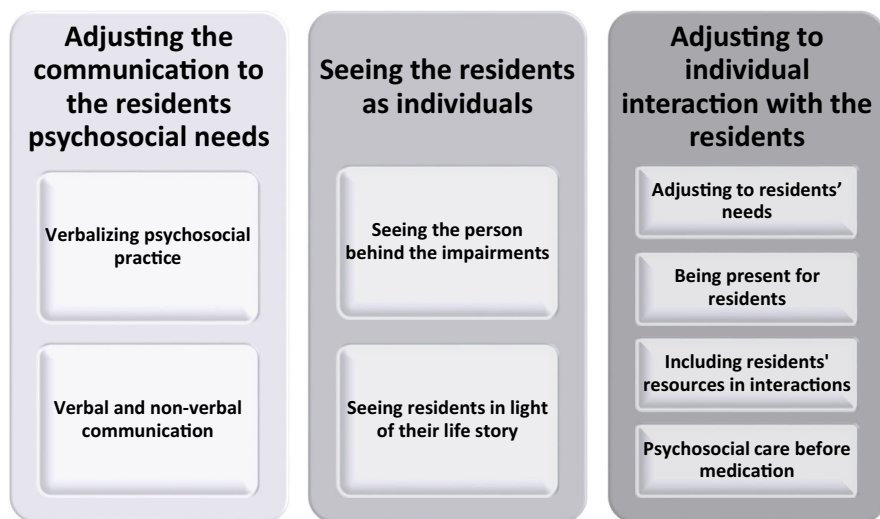 Adjusting the
communication to
the residents
psychosocial needs
Verbalizing psychosocial
practice
Verbal and non-verbal
communication
Seeing the residents
as individuals
Seeing the person
behind the impairments
Seeing residents in light
of their life story
Adjusting to
individual
interaction with the
residents
Adjusting to residents’
needs
Being present for
residents
Including residents'
resources in interactions
Psychosocial care before
medication